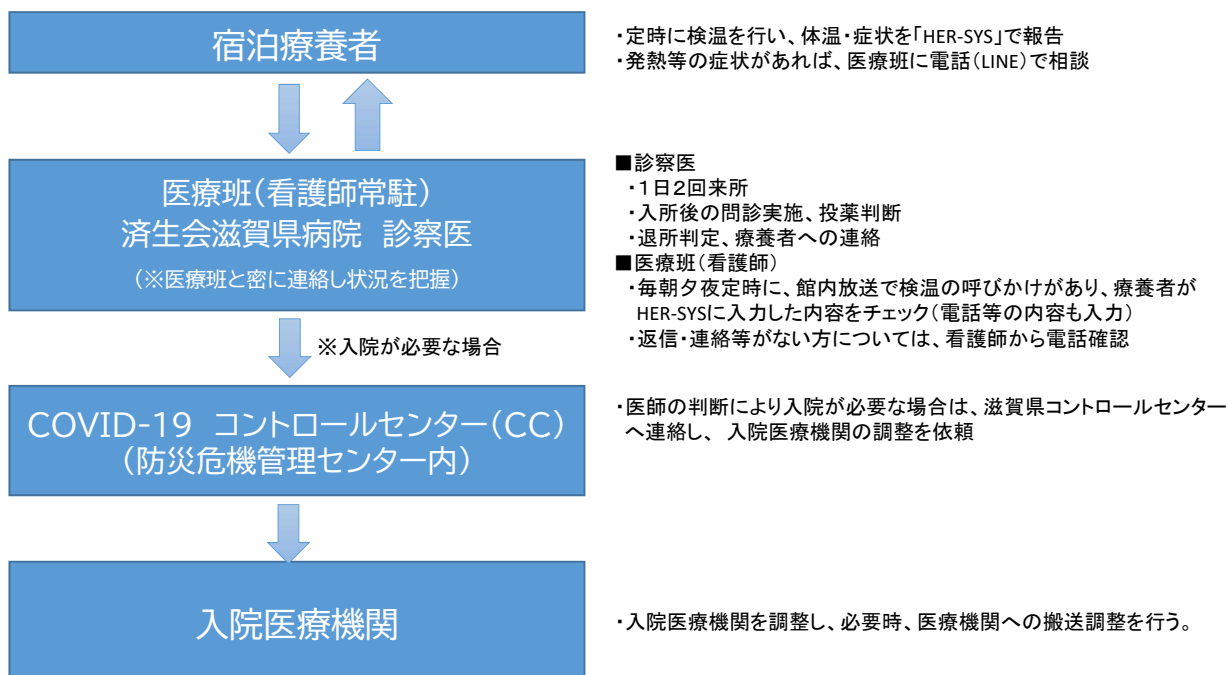 宿泊療養者
・定時に検温を行い、体温・症状を「HER-SYS」で報告
・発熱等の症状があれば、医療班に電話(LINE)で相談
医療班(看護師常駐)
済生会滋賀県病院 診察医
(※医療班と密に連絡し状況を把握)
■診察医
・1日2回来所
・入所後の問診実施、投薬判断
・退所判定、療養者への連絡
■医療班(看護師)
・毎朝夕夜定時に、館内放送で検温の呼びかけがあり、療養者が
HER-SYSに入力した内容をチェック(電話等の内容も入力)
・返信・連絡等がない方については、看護師から電話確認
※入院が必要な場合
COVID-19 コントロールセンター(CC)
(防災危機管理センター内)
・医師の判断により入院が必要な場合は、滋賀県コントロールセンター
へ連絡し、 入院医療機関の調整を依頼
入院医療機関
・入院医療機関を調整し、必要時、医療機関への搬送調整を行う。